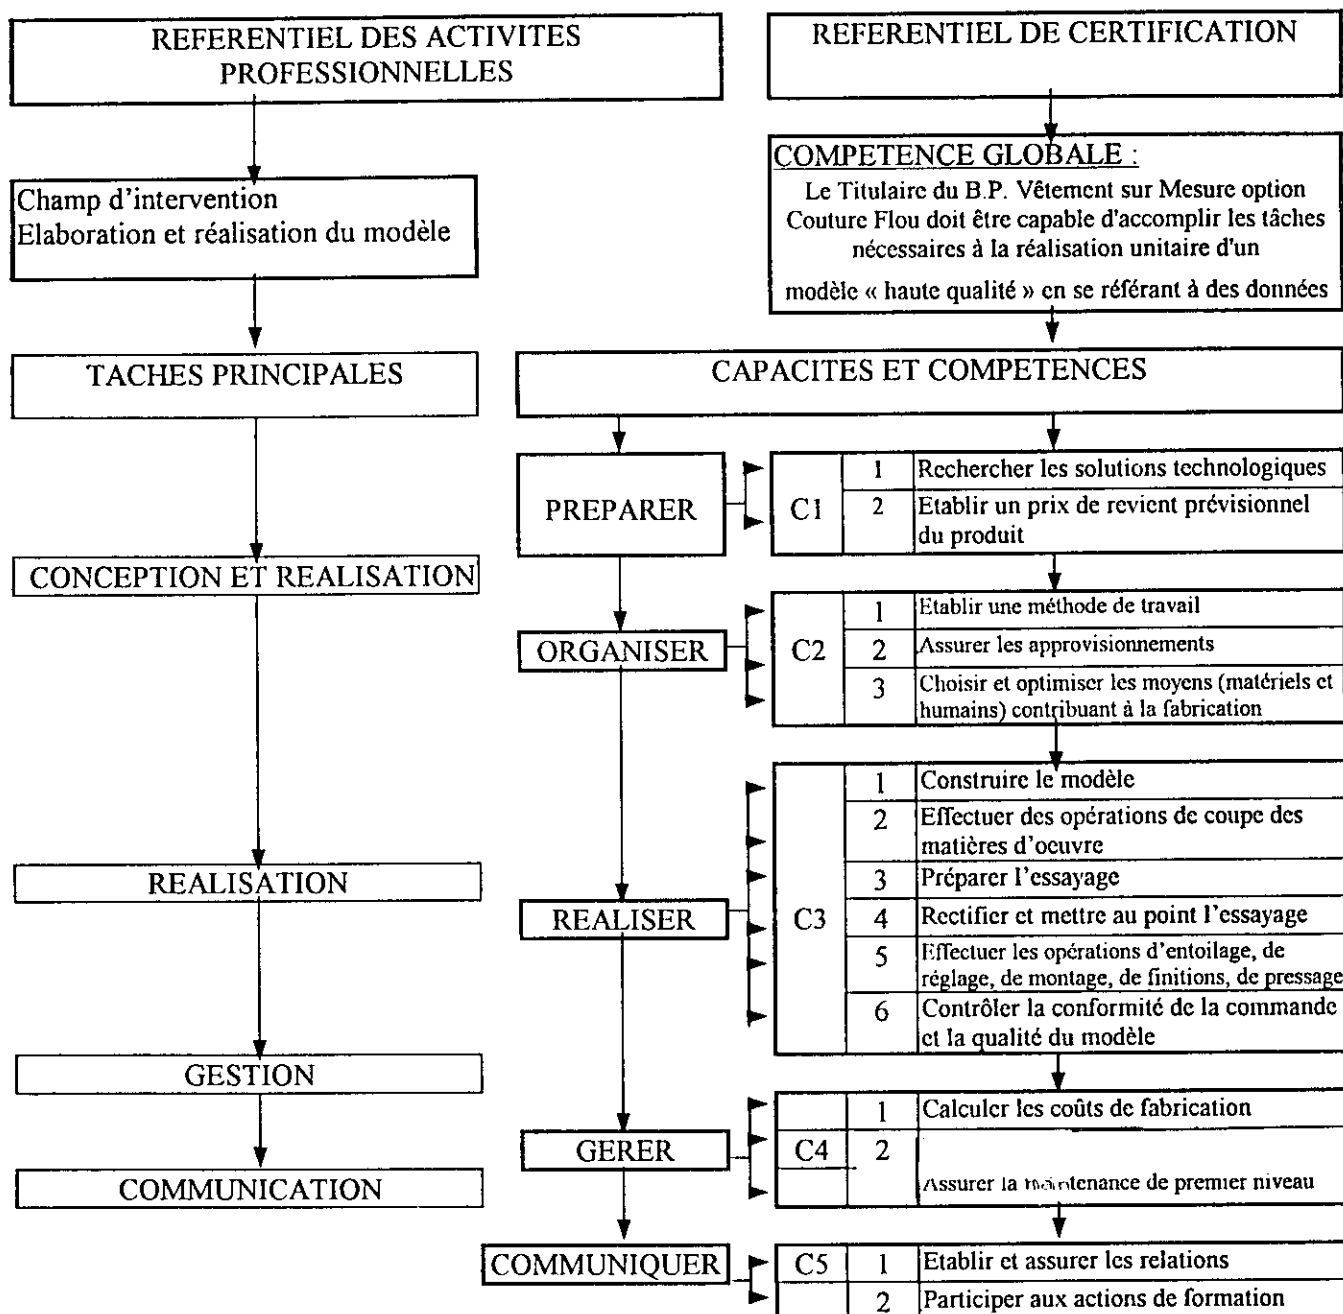 REFERENTIEL DES ACTIVITES
PROFESSIONNELLES
REFERENTIEL DE CERTIFICATION
Champ d'intervention
Elaboration et réalisation du modèle
COMPETENCE GLOBALE :
Le Titulaire du B.P. Vêtement sur Mesure option
Couture Flou doit être capable d'accomplir les tâches
nécessaires à la réalisation unitaire d'un
modèle « haute qualité » en se référant à des données
TACHES PRINCIPALES
CAPACITES ET COMPETENCES
CONCEPTION ET REALISATION
REALISATION
GESTION
COMMUNICATION
PREPARER
C1
1 Rechercher les solutions technologiques
2 Etablir un prix de revient prévisionnel
du produit
ORGANISER
C2
1 Etablir une méthode de travail
2 Assurer les approvisionnements
3 Choisir et optimiser les moyens (matériels et
humains) contribuant à la fabrication
REALISER
C3
1 Construire le modèle
2 Effectuer des opérations de coupe des
matières d'oeuvre
3 Préparer l'essayage
4 Rectifier et mettre au point l'essayage
5 Effectuer les opérations d'entoilage, de
réglage, de montage, de finitions, de pressage
6 Contrôler la conformité de la commande
et la qualité du modèle
GERER
C4
1 Calculer les coûts de fabrication
2
Assurer la maintenance de premier niveau
COMMUNIQUER
C5
1 Etablir et assurer les relations
2 Participer aux actions de formation